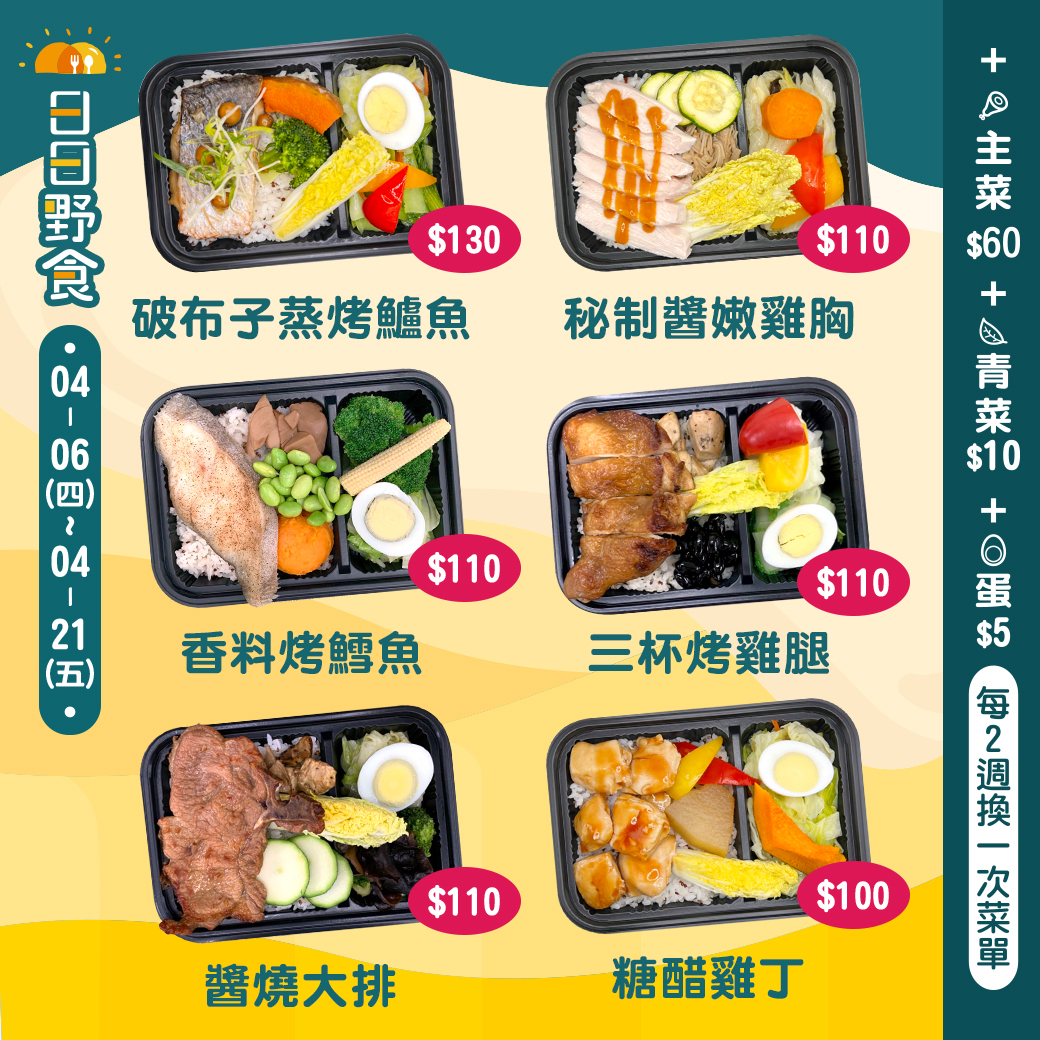 日日野食
04-06(四)~04-21(五)
$130
破布子蒸烤鱸魚
$110
秘制醬嫩雞胸
$110
香料烤鱈魚
$110
三杯烤雞腿
$110
醬燒大排
$100
糖醋雞丁
+主菜$60
+青菜$10
+蛋$5
每2週換一次菜單